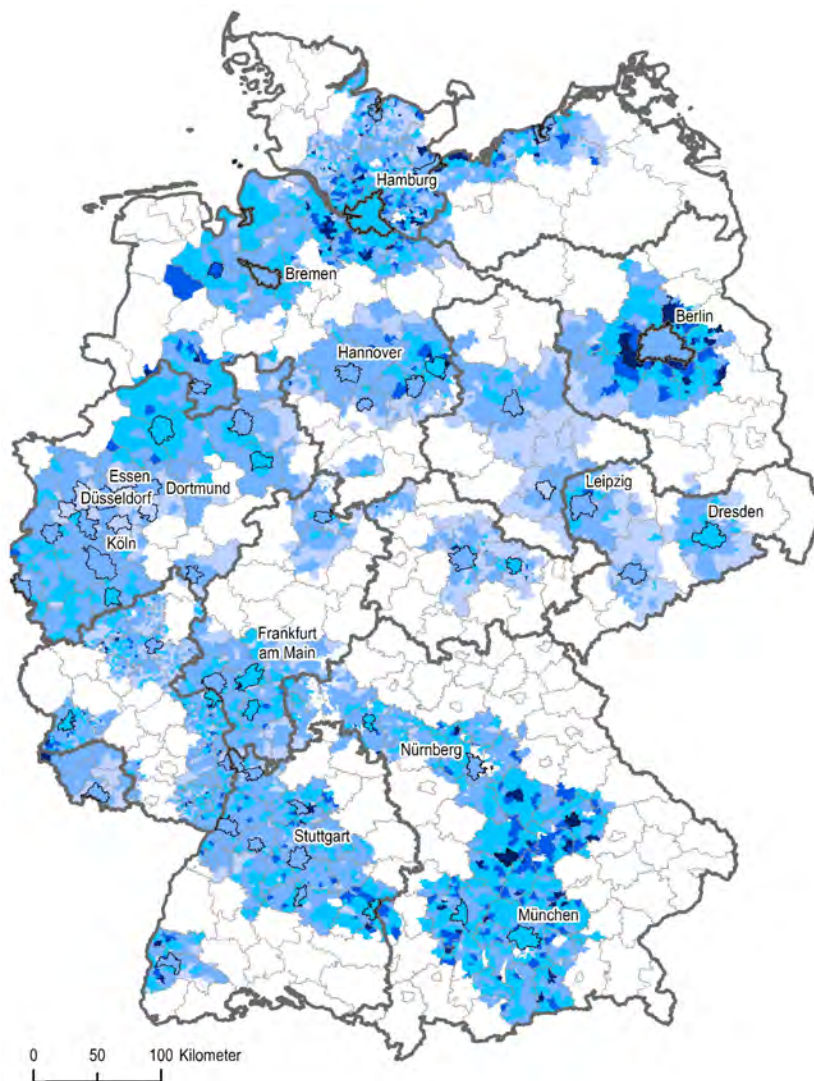 Hamburg
Bremen
Berlin
Hannover
Essen
Düsseldorf
Dortmund
Leipzig
Dresden
Köln
Frankfurt
am Main
Nürnberg
Stuttgart
München
0 50 100 Kilometer